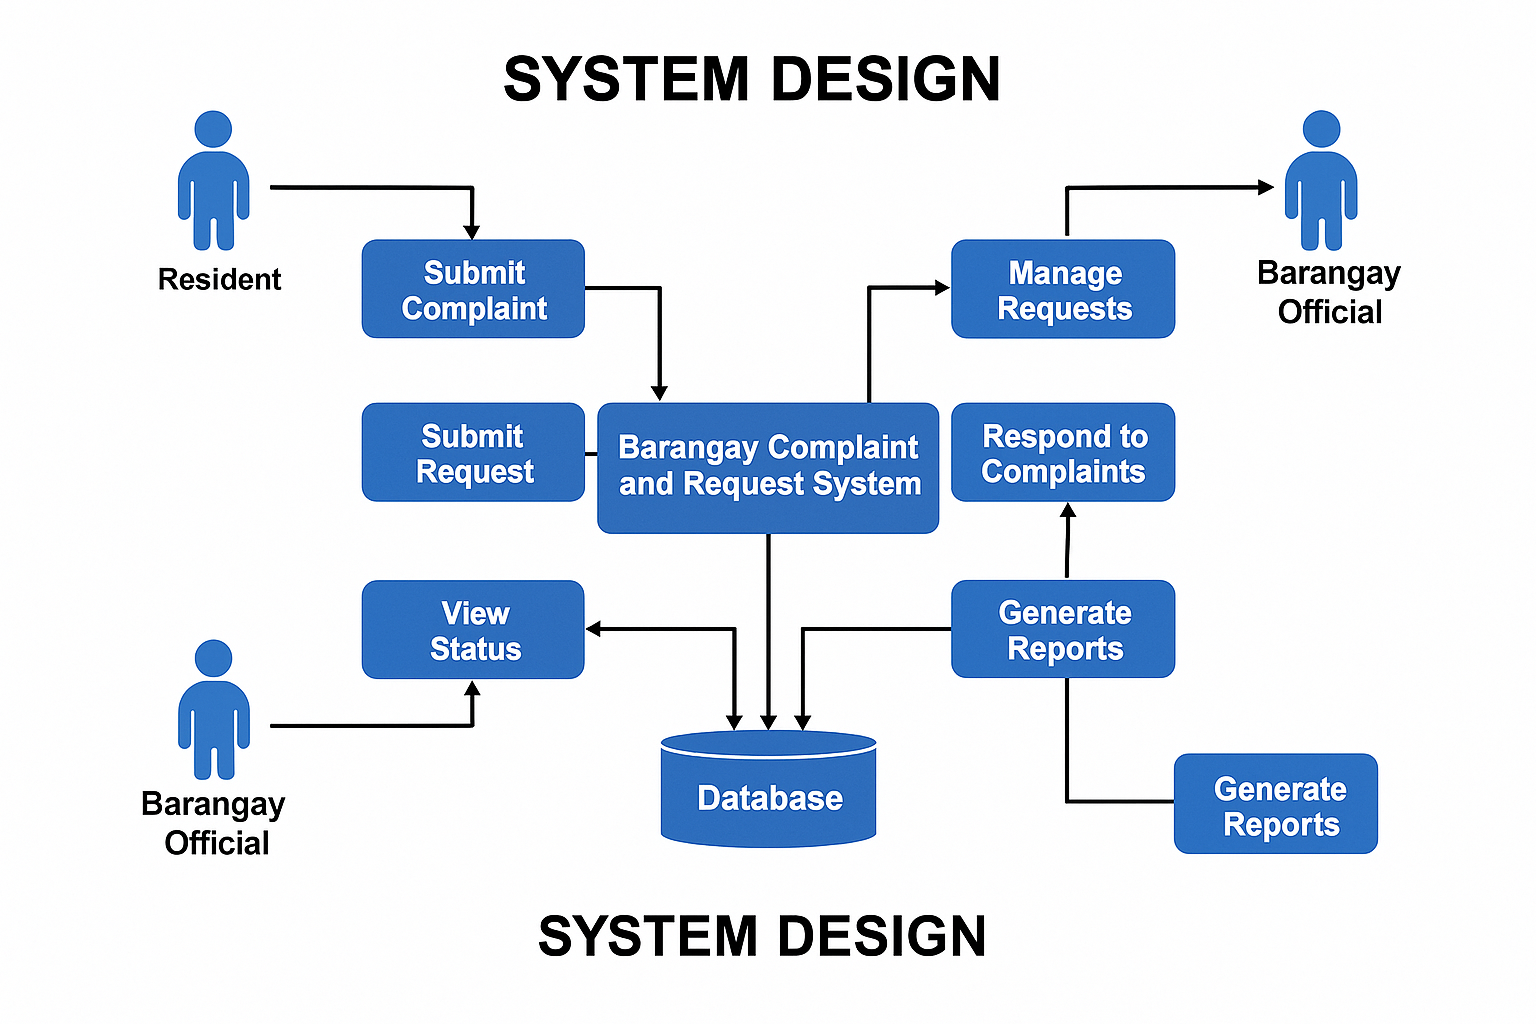 SYSTEM DESIGN
Resident
Submit
Complaint
Manage
Requests
Barangay
Official
Submit
Request
Barangay Complaint
and Request System
Respond to
Complaints
View
Status
Generate
Reports
Barangay
Official
Database
Generate
Reports
SYSTEM DESIGN